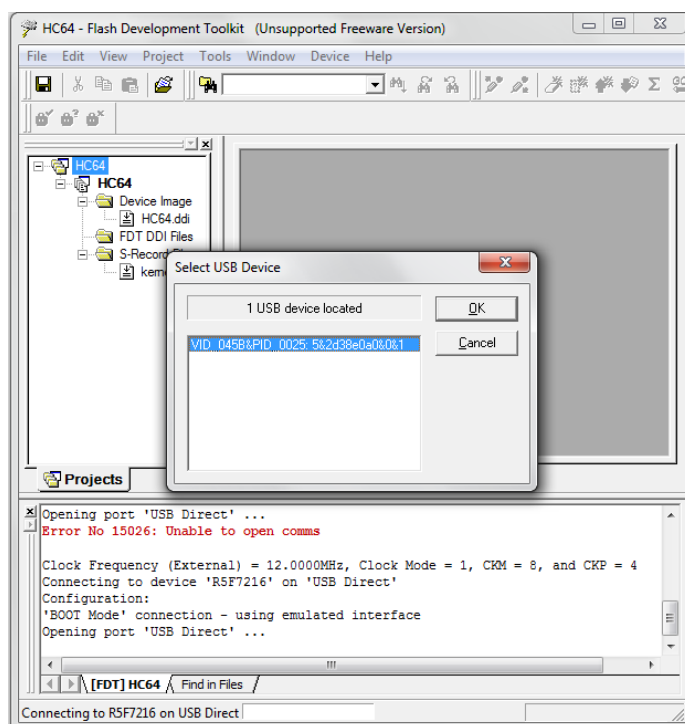 HC64 - Flash Development Toolkit (Unsupported Freeware Version)
File Edit View Project Tools Window Device Help
HC64
HC64
Device Image
HC64.ddi
FDT DDI Files
S-Record
Select USB Device
1 USB device located
OK
VID_045B&PID_0025: 5&2d38e0a0&0&1
Cancel
Projects
Opening port 'USB Direct' ...
Error No 15026: Unable to open comms
Clock Frequency (External) = 12.0000MHz, Clock Mode = 1, CKM = 8, and CKP = 4
Connecting to device 'R5F7216' on 'USB Direct'
Configuration:
'BOOT Mode' connection - using emulated interface
Opening port 'USB Direct' ...
[FDT] HC64 Find in Files
Connecting to R5F7216 on USB Direct